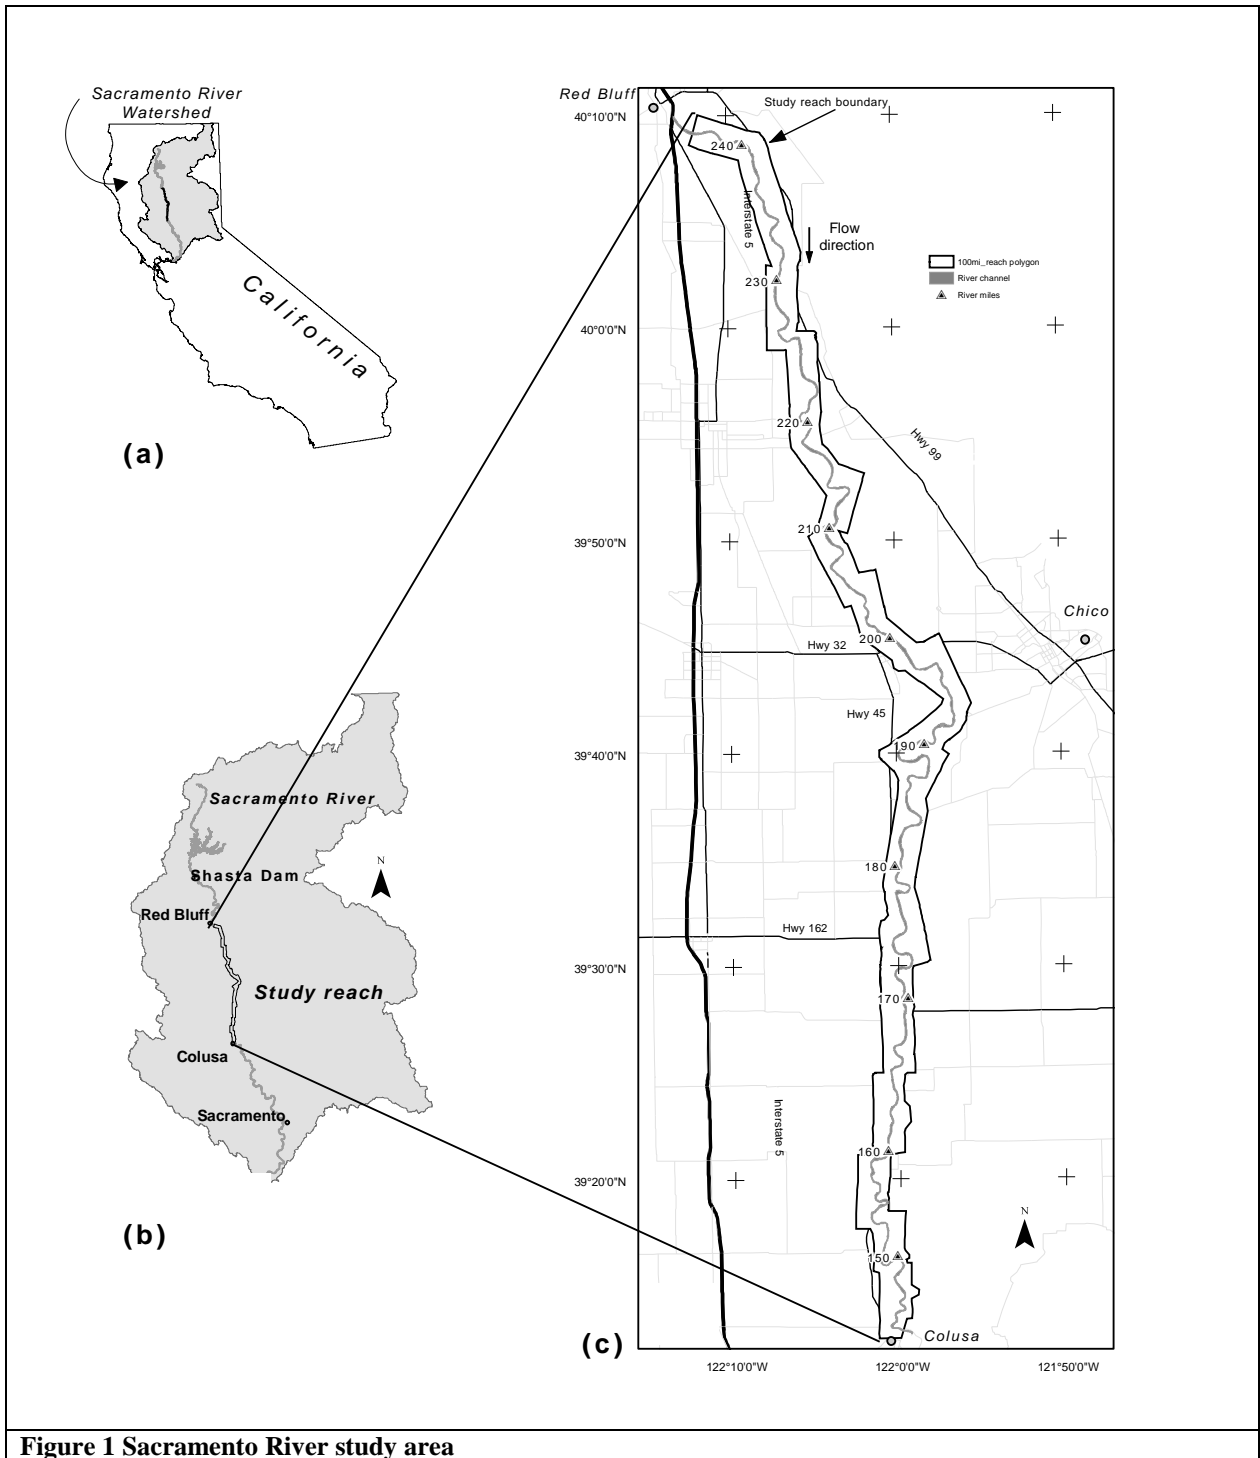 Sacramento River
Watershed
California
(a)
Sacramento River
Shasta Dam
Red Bluff
Study reach
Colusa
Sacramento
N
(b)
Red Bluff
Study reach boundary
40°10'0"N
240
Interstate 5
Flow
direction
100mi_reach polygon
River channel
River miles
230
40°0'0"N
220
Hwy 99
210
39°50'0"N
Chico
200
Hwy 32
Hwy 45
190
39°40'0"N
180
Hwy 162
39°30'0"N
170
Interstate 5
160
39°20'0"N
N
150
Colusa
(c)
122°10'0"W
122°0'0"W
121°50'0"W
Figure 1 Sacramento River study area